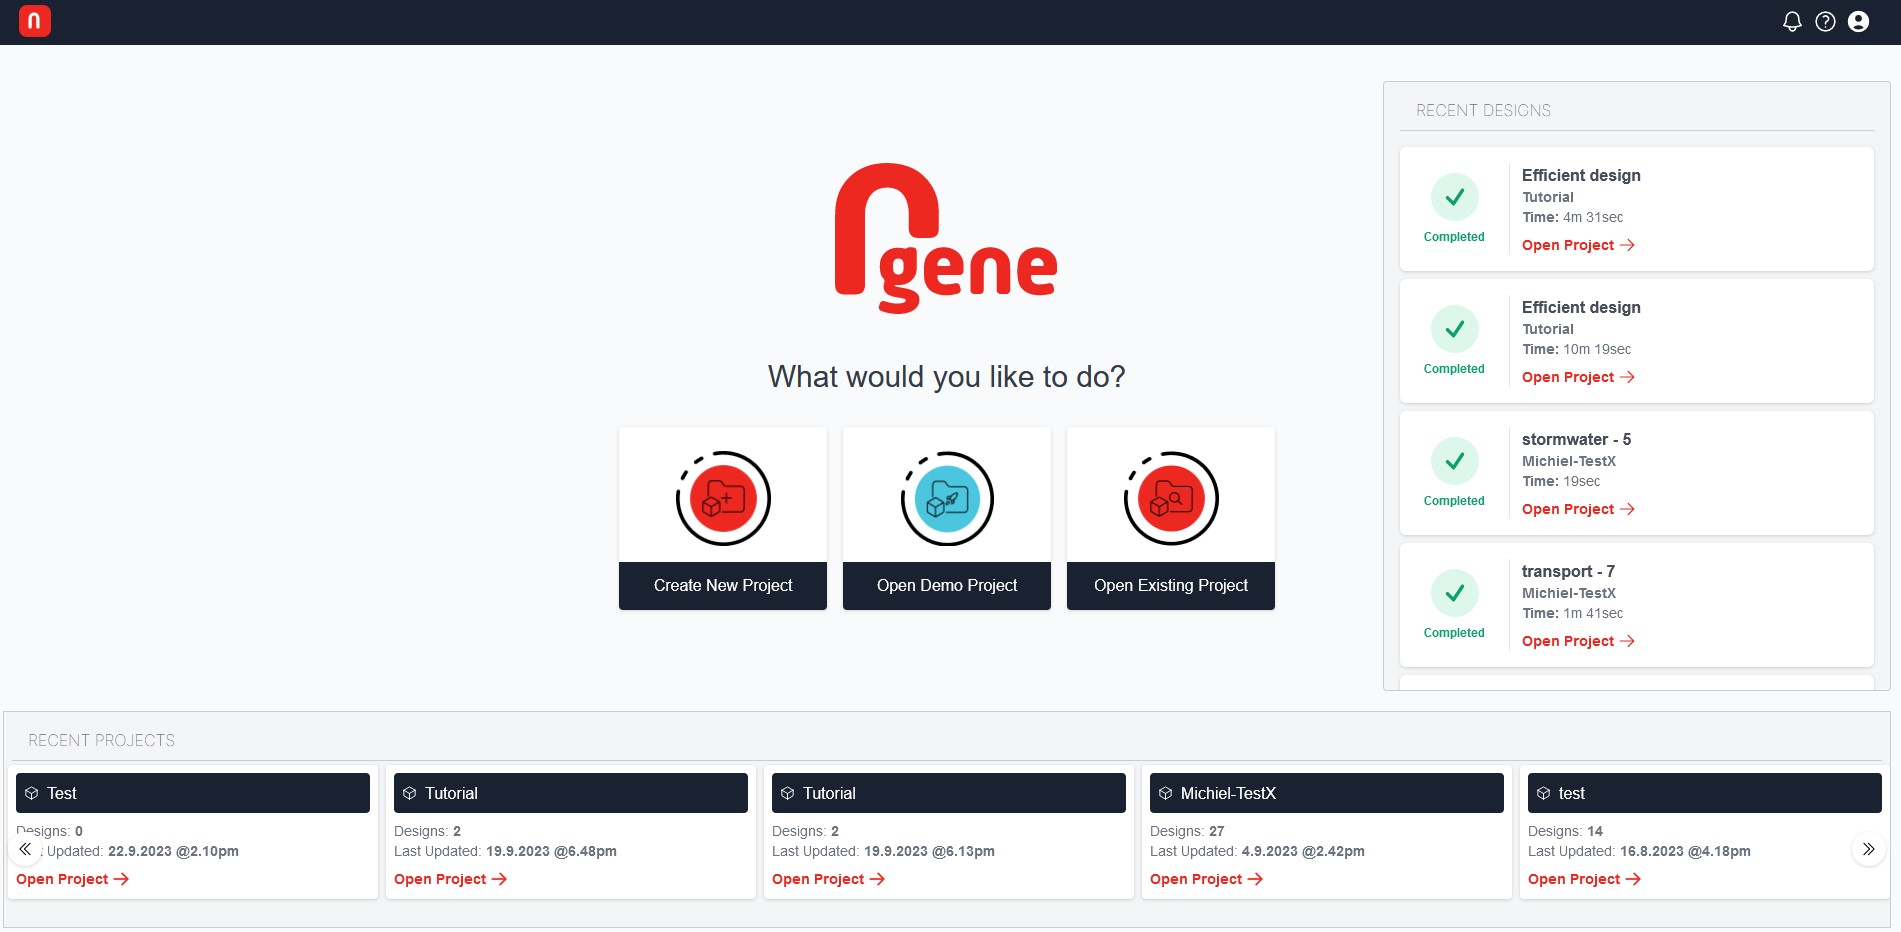 n
gene
What would you like to do?
Create New Project
Open Demo Project
Open Existing Project
RECENT DESIGNS
Efficient design
Tutorial
Time: 4m 31sec
Completed
Open Project
Efficient design
Tutorial
Time: 10m 19sec
Completed
Open Project
stormwater - 5
Michiel-TestX
Time: 19sec
Completed
Open Project
transport - 7
Michiel-TestX
Time: 1m 41sec
Completed
Open Project
RECENT PROJECTS
Test
Designs: 0
Updated: 22.9.2023 @2.10pm
Open Project
Tutorial
Designs: 2
Last Updated: 19.9.2023 @6.48pm
Open Project
Tutorial
Designs: 2
Last Updated: 19.9.2023 @6.13pm
Open Project
Michiel-TestX
Designs: 27
Last Updated: 4.9.2023 @2.42pm
Open Project
test
Designs: 14
Last Updated: 16.8.2023 @4.18pm
Open Project